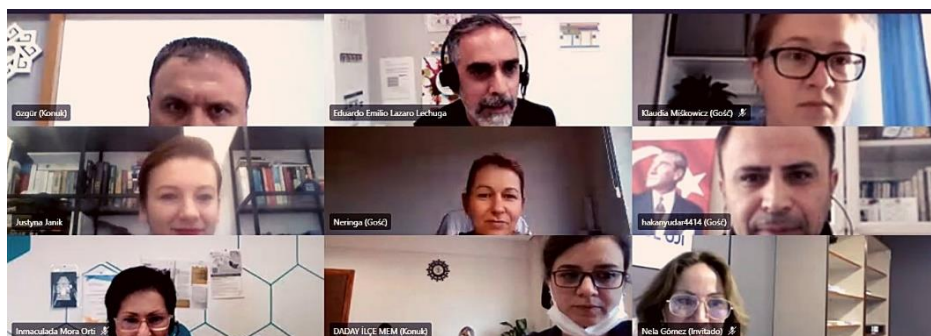 özgür (Konuk)
Eduardo Emilio Lazaro Lechuga
Klaudia Miśkowicz (Gość)
Justyna Janik
Neringa (Gość)
hakanyudar4414 (Gość)
Inmaculada Mora Orti
DADAY İLÇE MEM (Konuk)
Nela Gómez (Invitado)